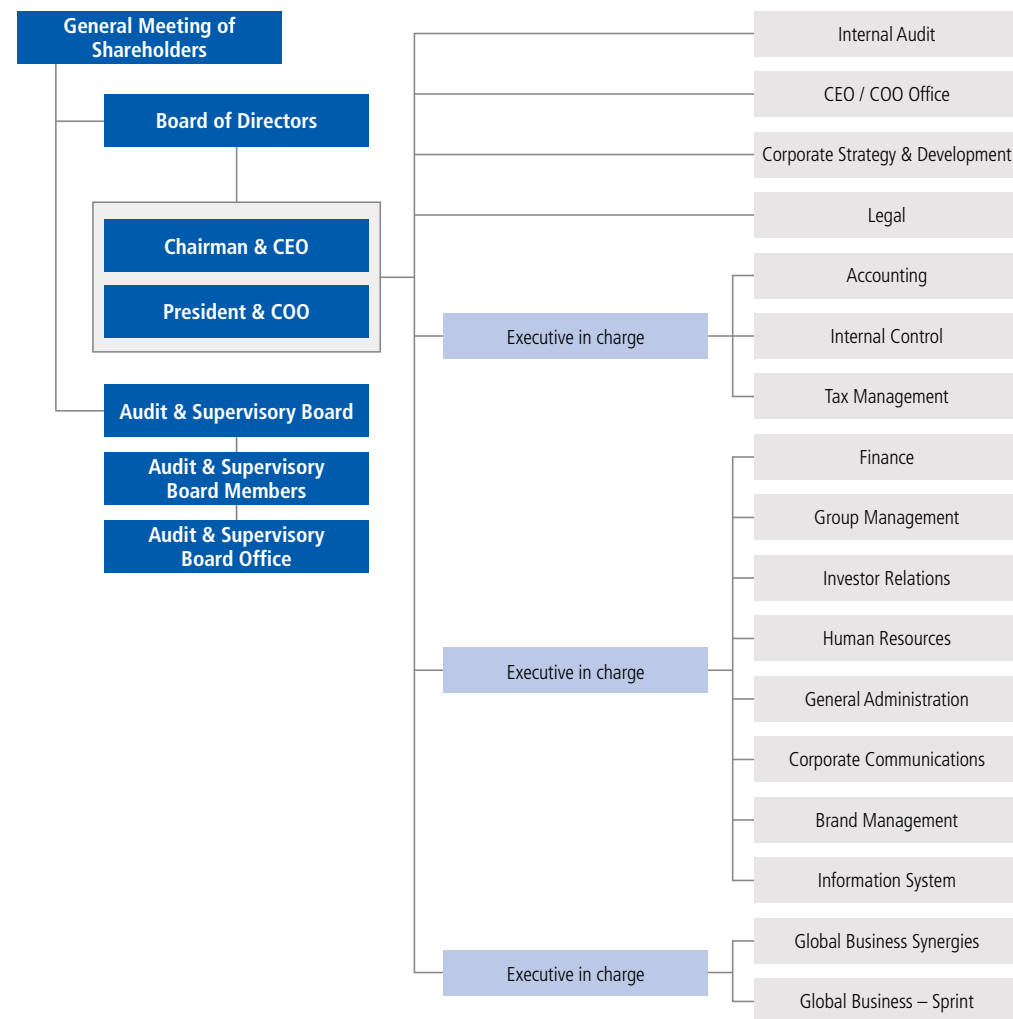 General Meeting of
Shareholders
Board of Directors
Chairman & CEO
President & COO
Audit & Supervisory Board
Audit & Supervisory
Board Members
Audit & Supervisory
Board Office
Executive in charge
Executive in charge
Executive in charge
Internal Audit
CEO / COO Office
Corporate Strategy & Development
Legal
Accounting
Internal Control
Tax Management
Finance
Group Management
Investor Relations
Human Resources
General Administration
Corporate Communications
Brand Management
Information System
Global Business Synergies
Global Business – Sprint